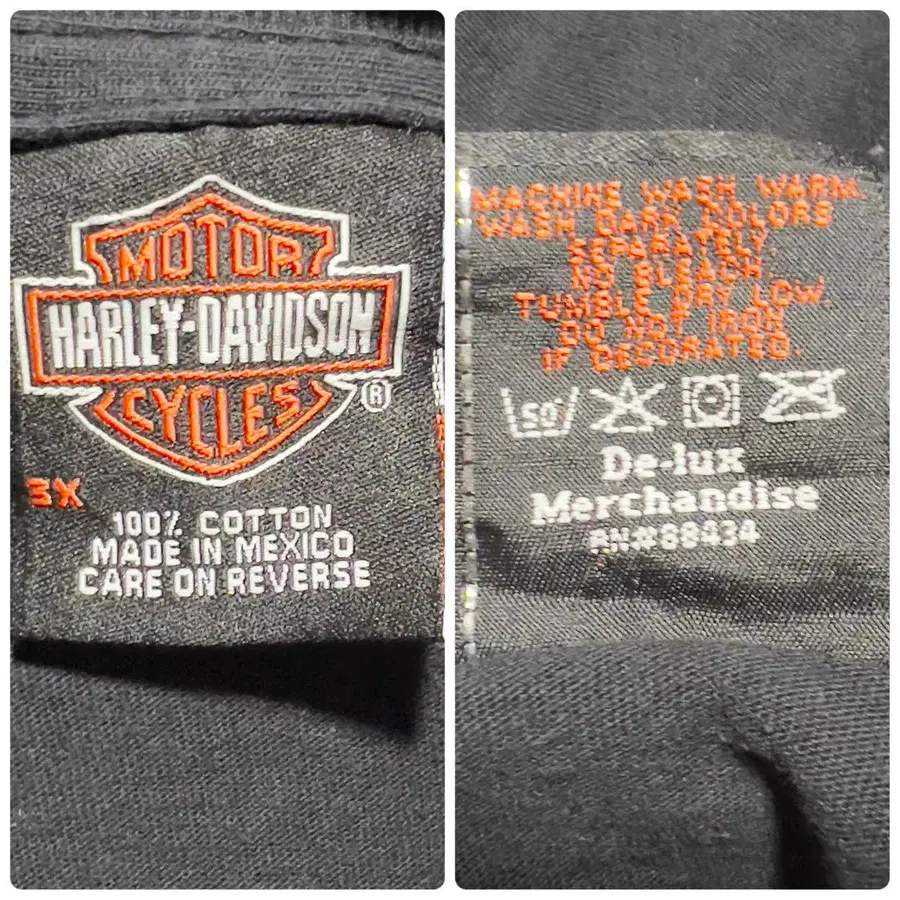 MOTOR
HARLEY-DAVIDSON
CYCLES
®
3X
100% COTTON
MADE IN MEXICO
CARE ON REVERSE
MACHINE WASH WARM.
WASH DARK COLORS
SEPARATELY.
NO BLEACH.
TUMBLE DRY LOW.
DO NOT IRON
IF DECORATED.
50°
De-lux
Merchandise
RN#88434